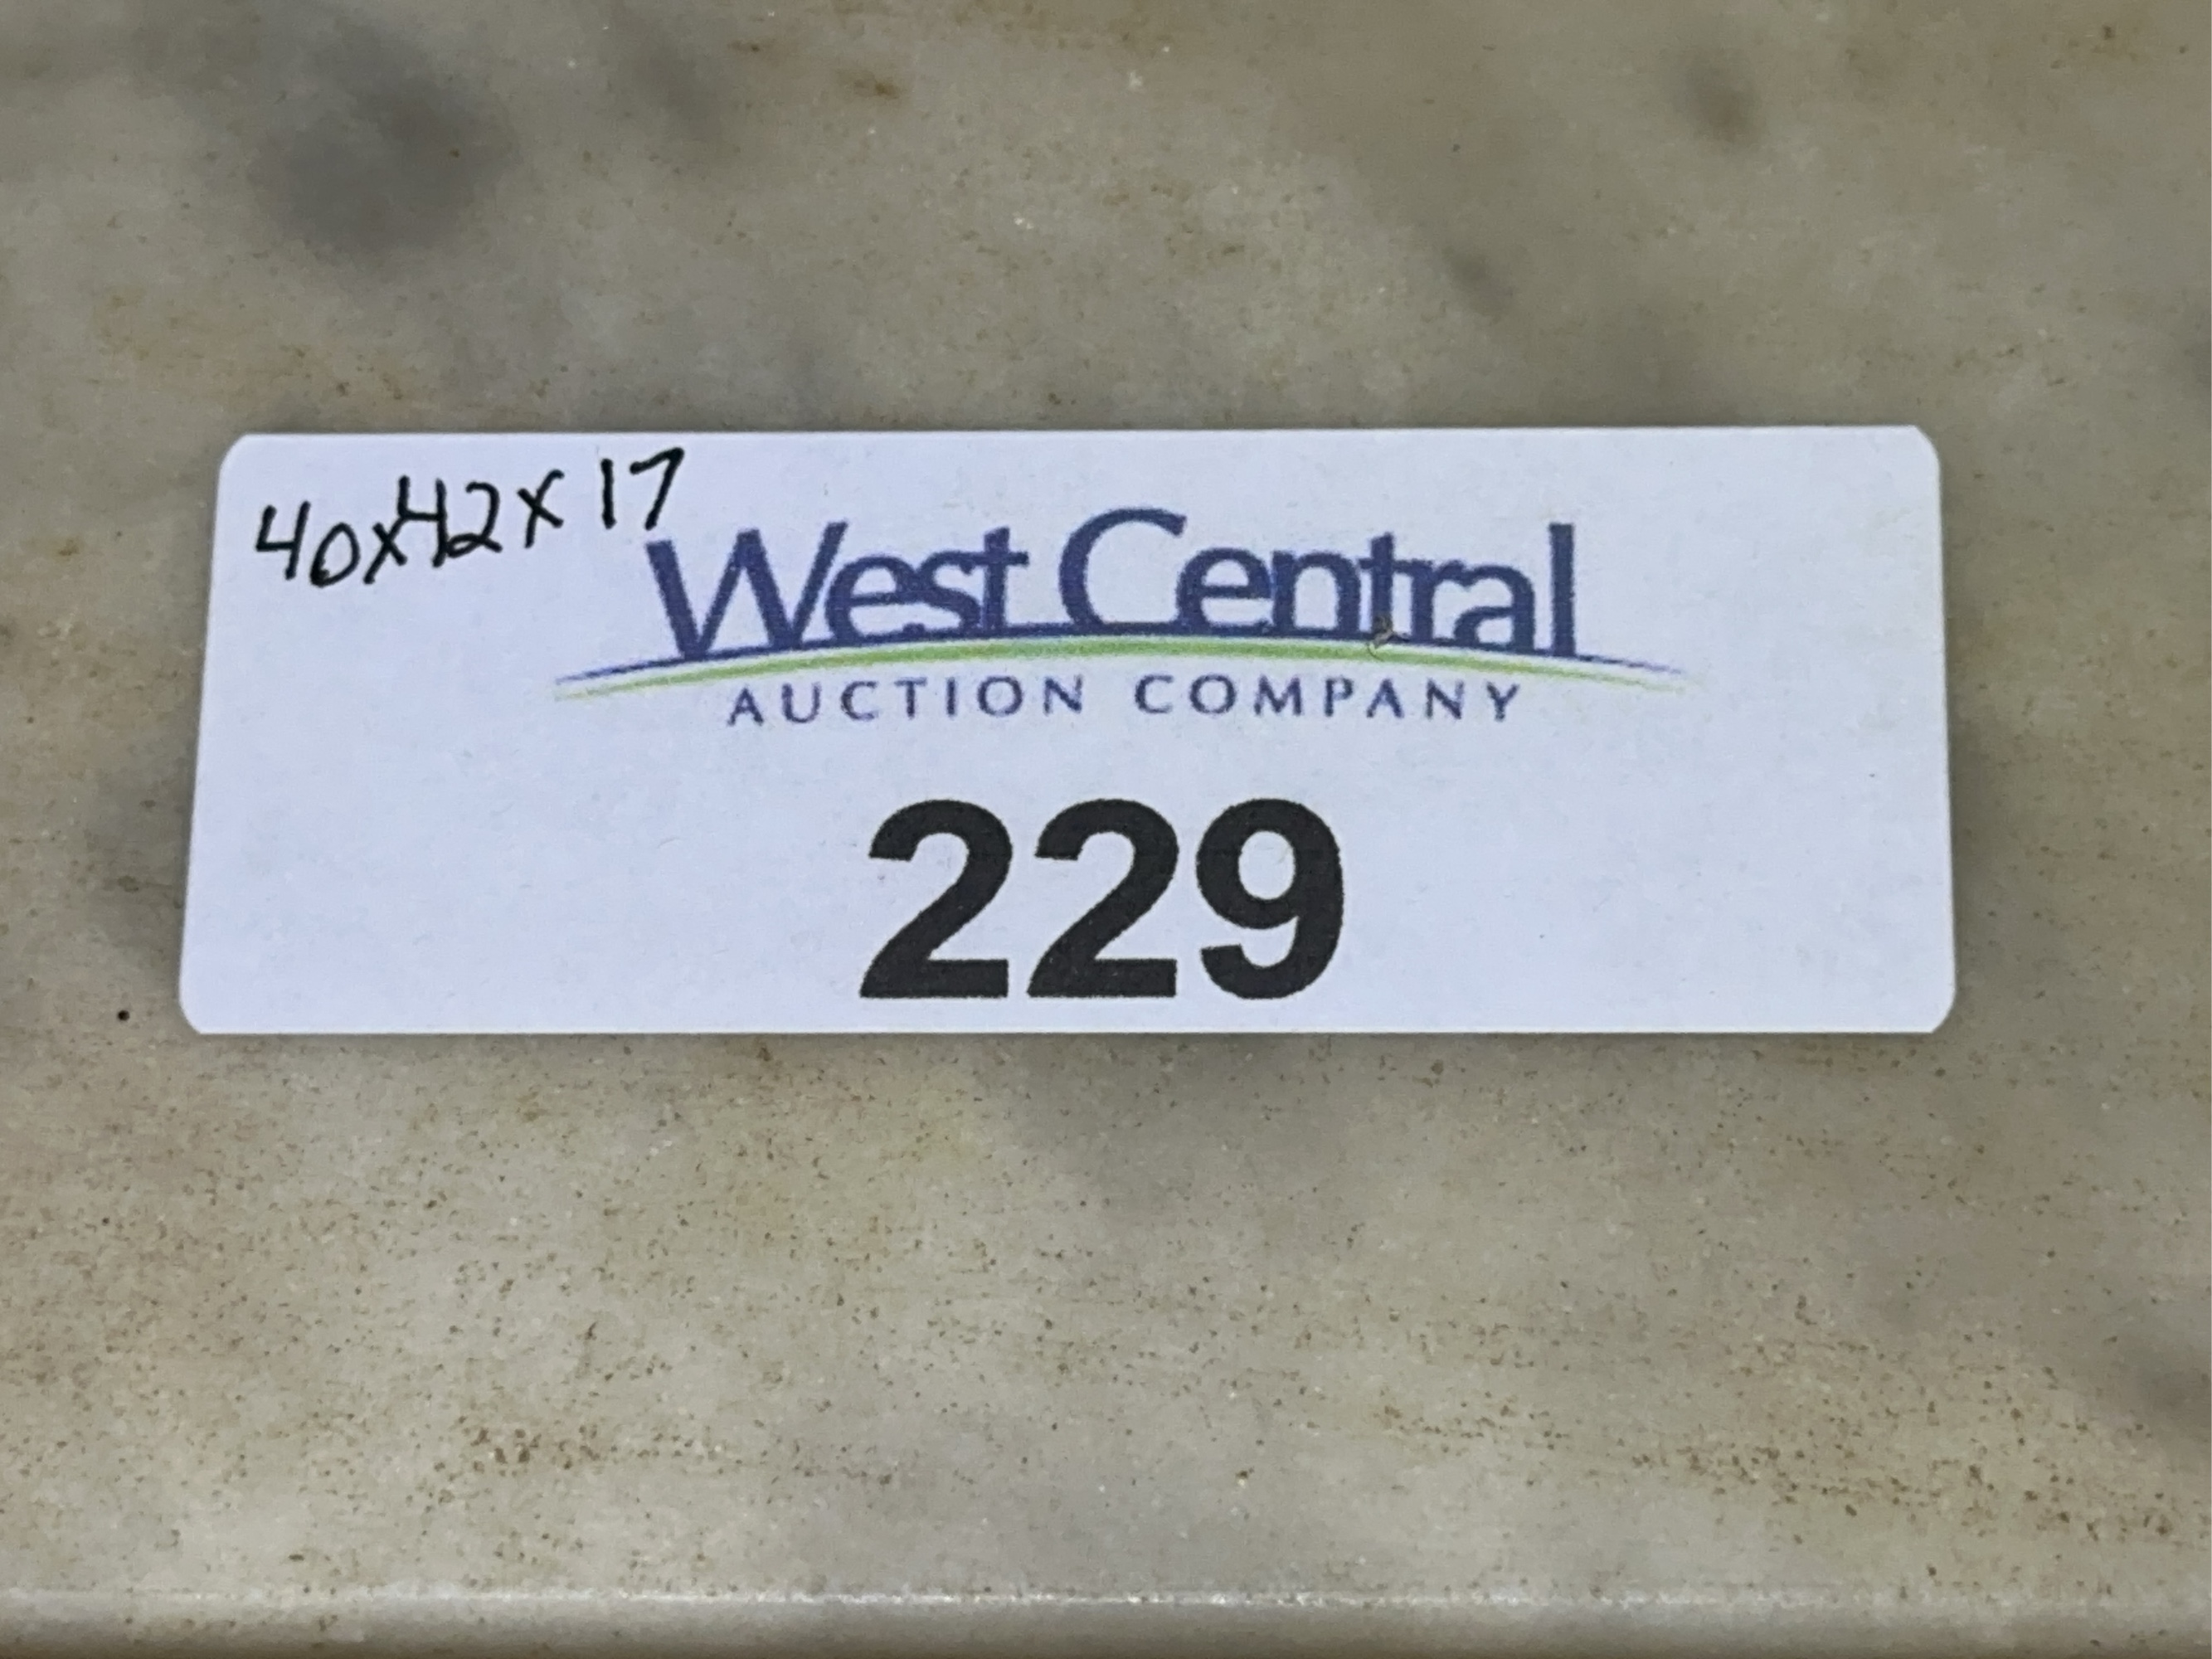 40x42x17
West Central
AUCTION COMPANY
229